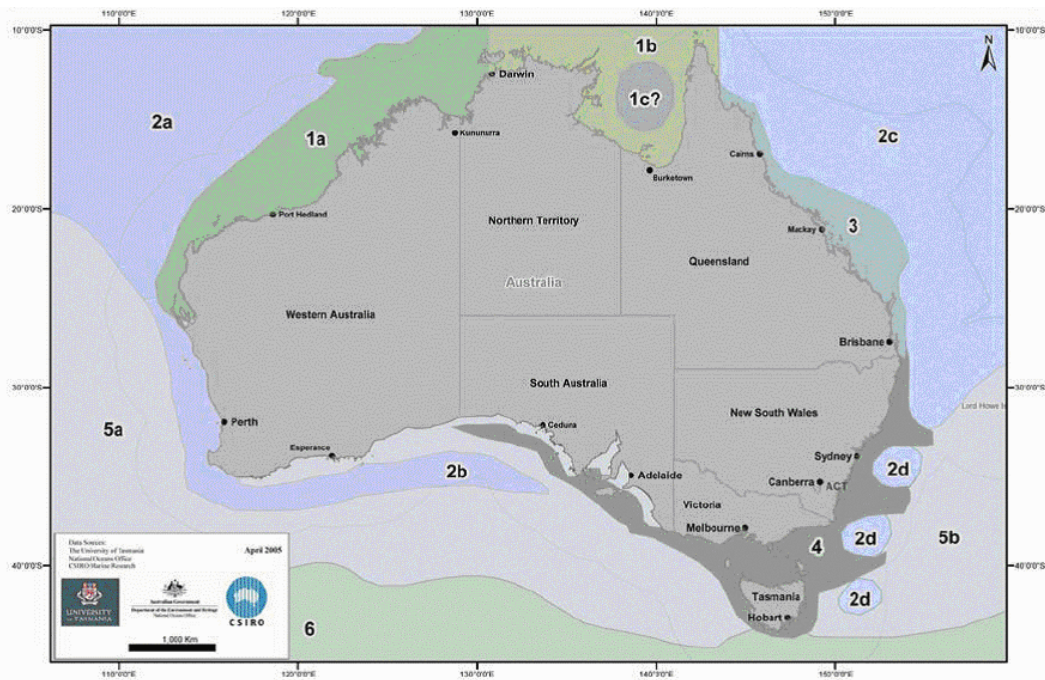 110°0'0"E
120°0'0"E
130°0'0"E
140°0'0"E
150°0'0"E
10°0'0"S
10°0'0"S
N
1b
Darwin
1c?
2a
1a
2c
Kununurra
Cairns
Burketown
20°0'0"S
Port Hedland
Northern Territory
3
20°0'0"S
Mackay
Queensland
Australia
Western Australia
Brisbane
South Australia
30°0'0"S
30°0'0"S
Lord Howe Is
New South Wales
Perth
Cedura
5a
Esperance
Sydney
2b
Adelaide
2d
Canberra
ACT
Victoria
Melbourne
2d
5b
4
Data Sources:
The University of Tasmania
National Oceans Office
CSIRO Marine Research
April 2005
40°0'0"S
40°0'0"S
Tasmania
2d
UNIVERSITY
OF TASMANIA
Australian Government
Department of the Environment and Heritage
National Oceans Office
CSIRO
Hobart
6
1,000 Km
110°0'0"E
120°0'0"E
130°0'0"E
140°0'0"E
150°0'0"E